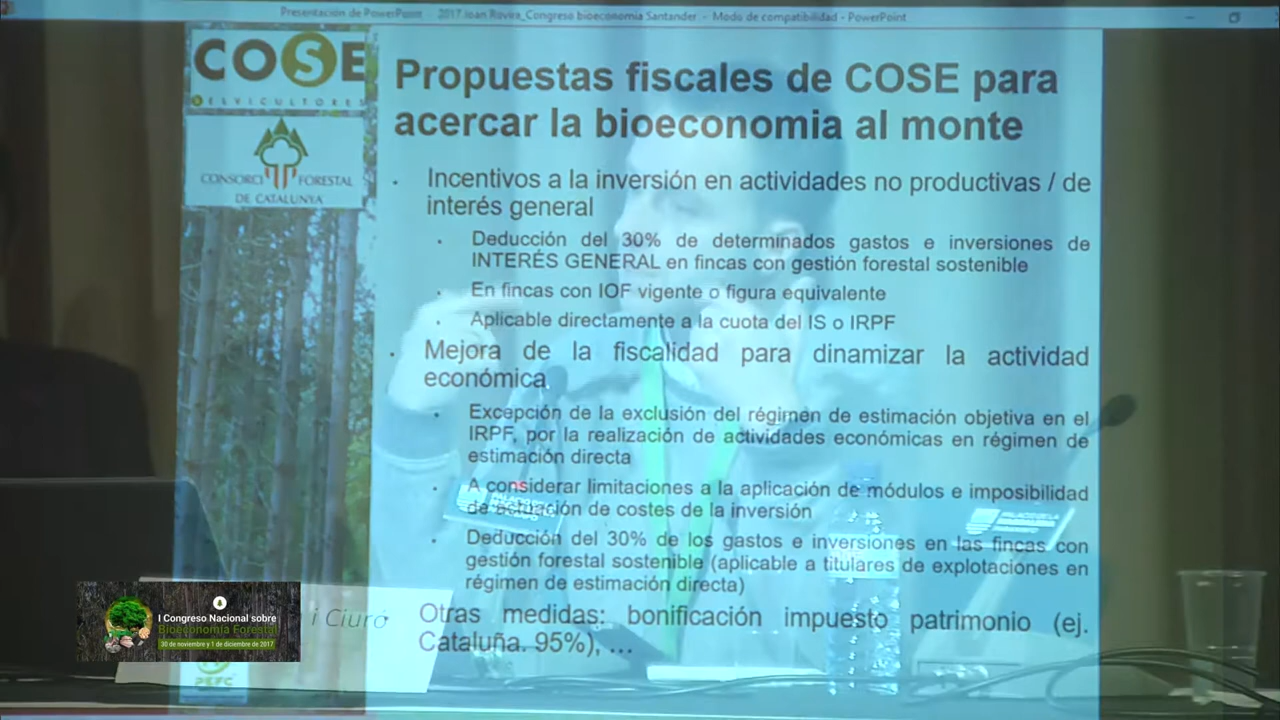 Presentación de PowerPoint 2017 Joan Rovira_Congreso bioeconomia Santander - Modo de compatibilidad - PowerPoint
COSE
SELVICULTORES
CONSORCI FORESTAL
DE CATALUNYA
Propuestas fiscales de COSE para
acercar la bioeconomia al monte
Incentivos a la inversión en actividades no productivas / de
interés general
Deducción del 30% de determinados gastos e inversiones de
INTERÉS GENERAL en fincas con gestión forestal sostenible
En fincas con IOF vigente o figura equivalente
Aplicable directamente a la cuota del IS o IRPF
Mejora de la fiscalidad para dinamizar la actividad
económica
Excepción de la exclusión del régimen de estimación objetiva en el
IRPF, por la realización de actividades económicas en régimen de
estimación directa
A considerar limitaciones a la aplicación de módulos e imposibilidad
de actuación de costes de la inversión
Deducción del 30% de los gastos e inversiones en las fincas con
gestión forestal sostenible (aplicable a titulares de explotaciones en
régimen de estimación directa)
Otras medidas: bonificación impuesto patrimonio (ej.
Cataluña. 95%), ...
i Ciuró
I Congreso Nacional sobre
Bioeconomía Forestal
30 de noviembre y 1 de diciembre de 2017
PEFC